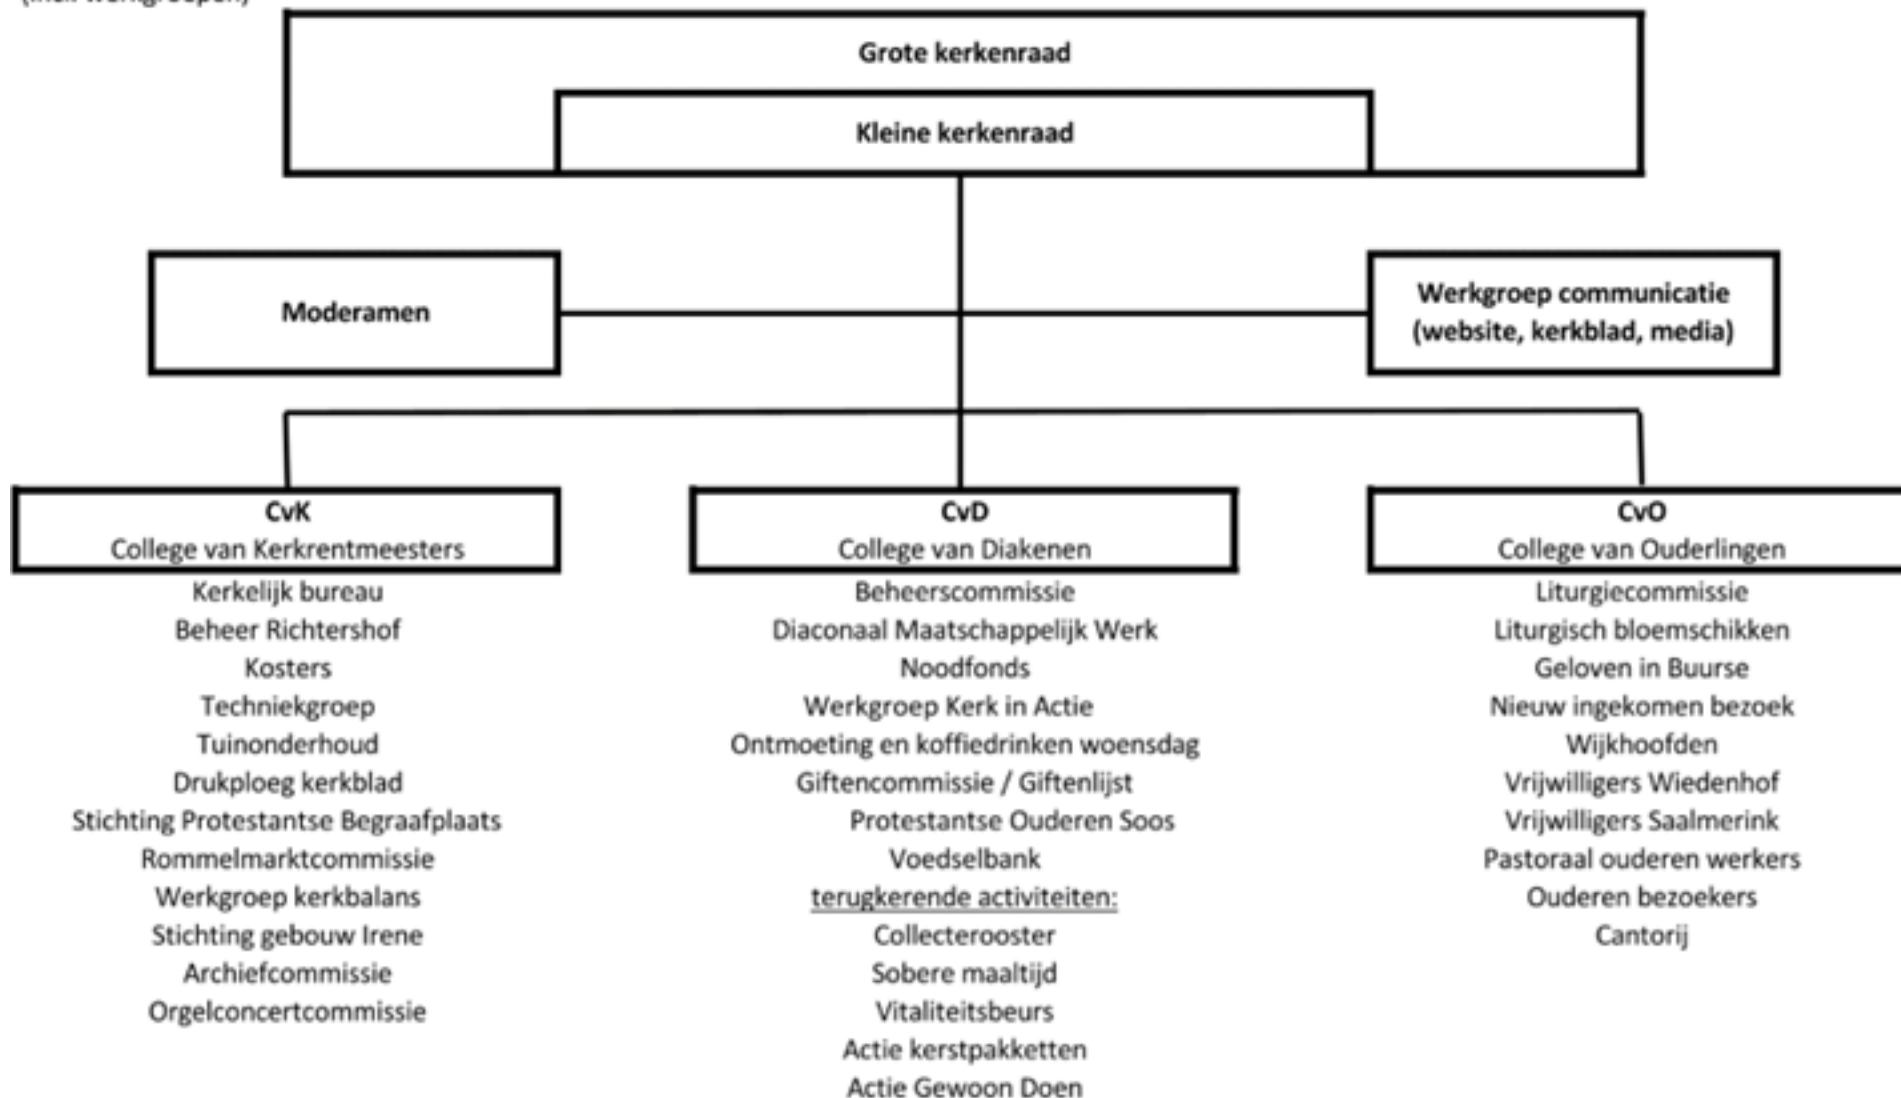 Grote kerkenraad
Kleine kerkenraad
Moderamen
Werkgroep communicatie
(website, kerkblad, media)
CvK
College van Kerkrentmeesters
Kerkelijk bureau
Beheer Richtershof
Kosters
Techniekgroep
Tuinonderhoud
Drukploeg kerkblad
Stichting Protestantse Begraafplaats
Rommelmarktcommissie
Werkgroep kerkbalans
Stichting gebouw Irene
Archiefcommissie
Orgelconcertcommissie
CvD
College van Diakenen
Beheerscommissie
Diaconaal Maatschappelijk Werk
Noodfonds
Werkgroep Kerk in Actie
Ontmoeting en koffiedrinken woensdag
Giftencommissie / Giftenlijst
Protestantse Ouderen Soos
Voedselbank
terugkerende activiteiten:
Collecterooster
Sobere maaltijd
Vitaliteitsbeurs
Actie kerstpakketten
Actie Gewoon Doen
CvO
College van Ouderlingen
Liturgiecommissie
Liturgisch bloemschikken
Geloven in Buurse
Nieuw ingekomen bezoek
Wijkhoofden
Vrijwilligers Wiedenhof
Vrijwilligers Saalmerink
Pastoraal ouderen werkers
Ouderen bezoekers
Cantorij